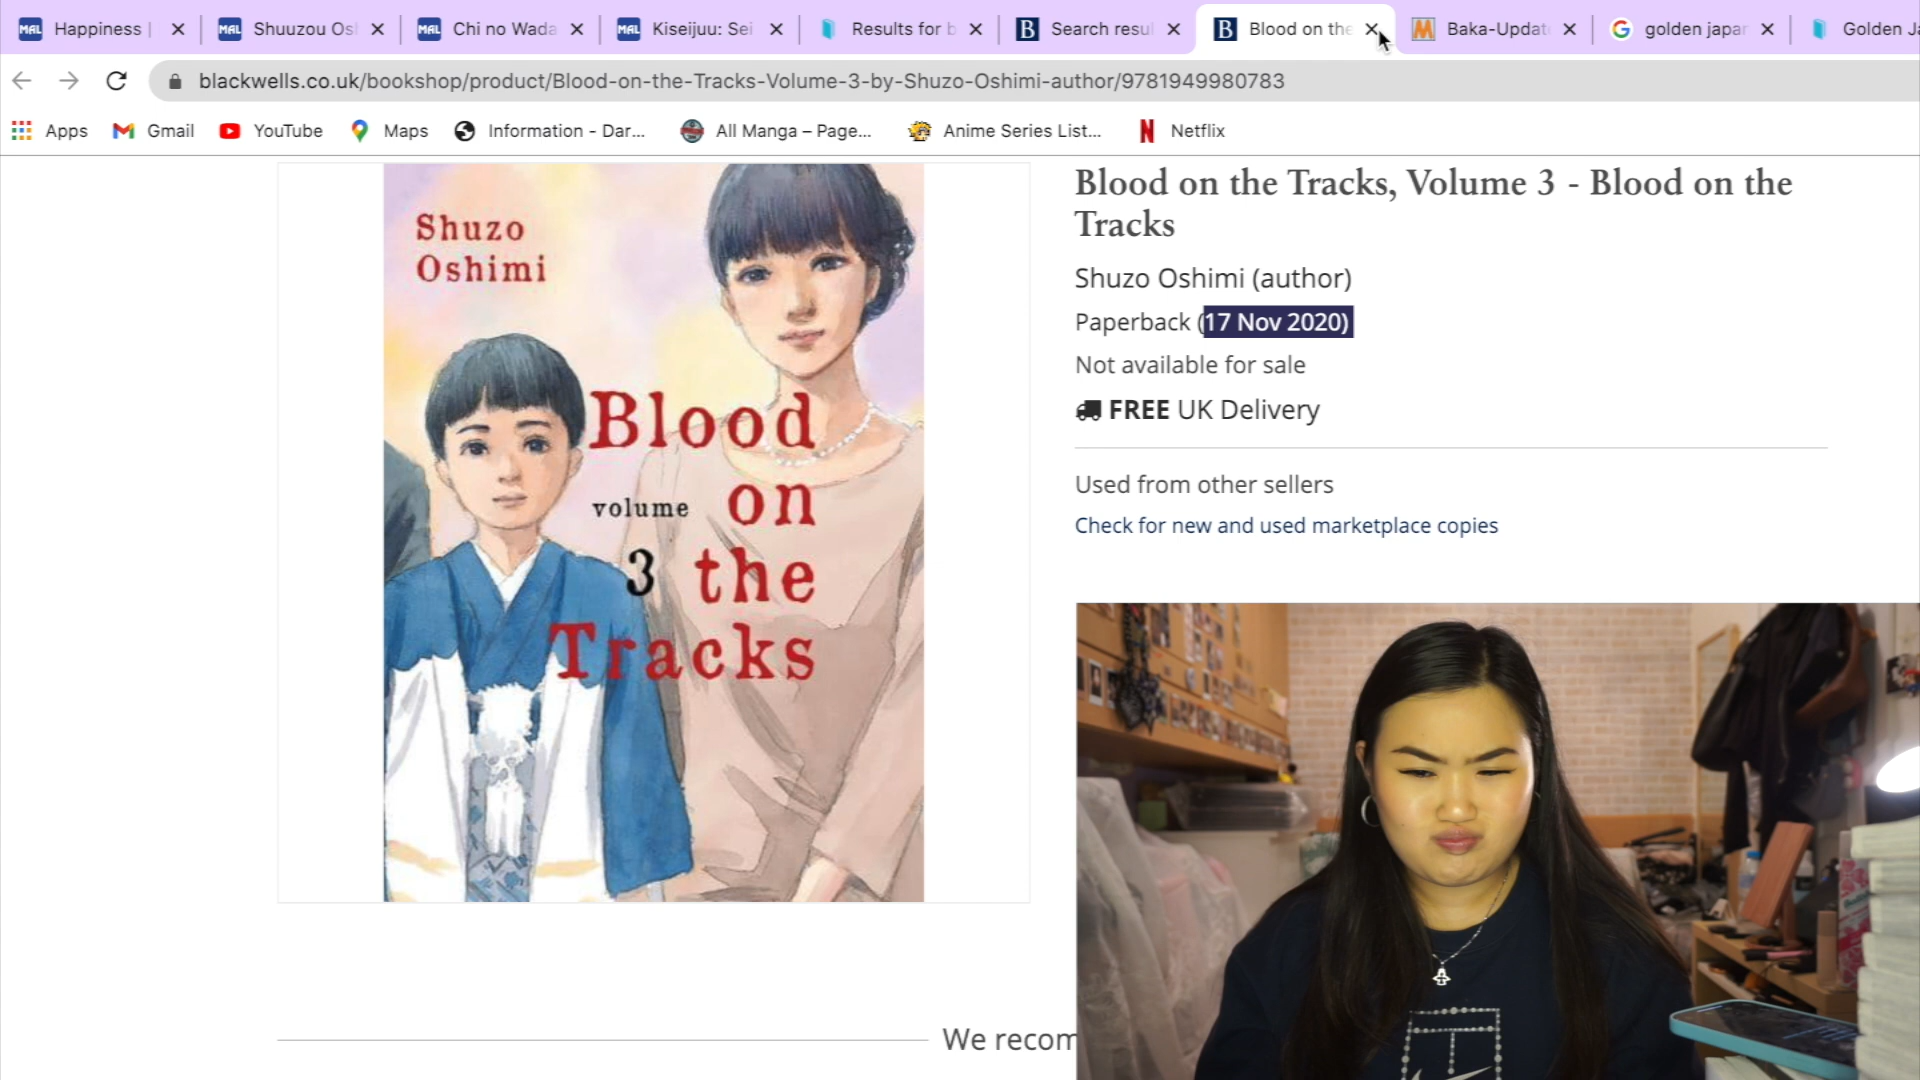 MAL Happiness |
MAL Shuuzou Os
MAL Chi no Wada
MAL Kiseijuu: Sei
Results for b
B Search resul
B Blood on the
M Baka-Updat
G golden japar
Golden Ja
blackwells.co.uk/bookshop/product/Blood-on-the-Tracks-Volume-3-by-Shuzo-Oshimi-author/9781949980783
Apps
Gmail
YouTube
Maps
Information - Dar...
All Manga – Page...
Anime Series List...
Netflix
Shuzo
Oshimi
Blood
volume on
3 the
Tracks
Blood on the Tracks, Volume 3 - Blood on the
Tracks
Shuzo Oshimi (author)
Paperback (17 Nov 2020)
Not available for sale
FREE UK Delivery
Used from other sellers
Check for new and used marketplace copies
We recom